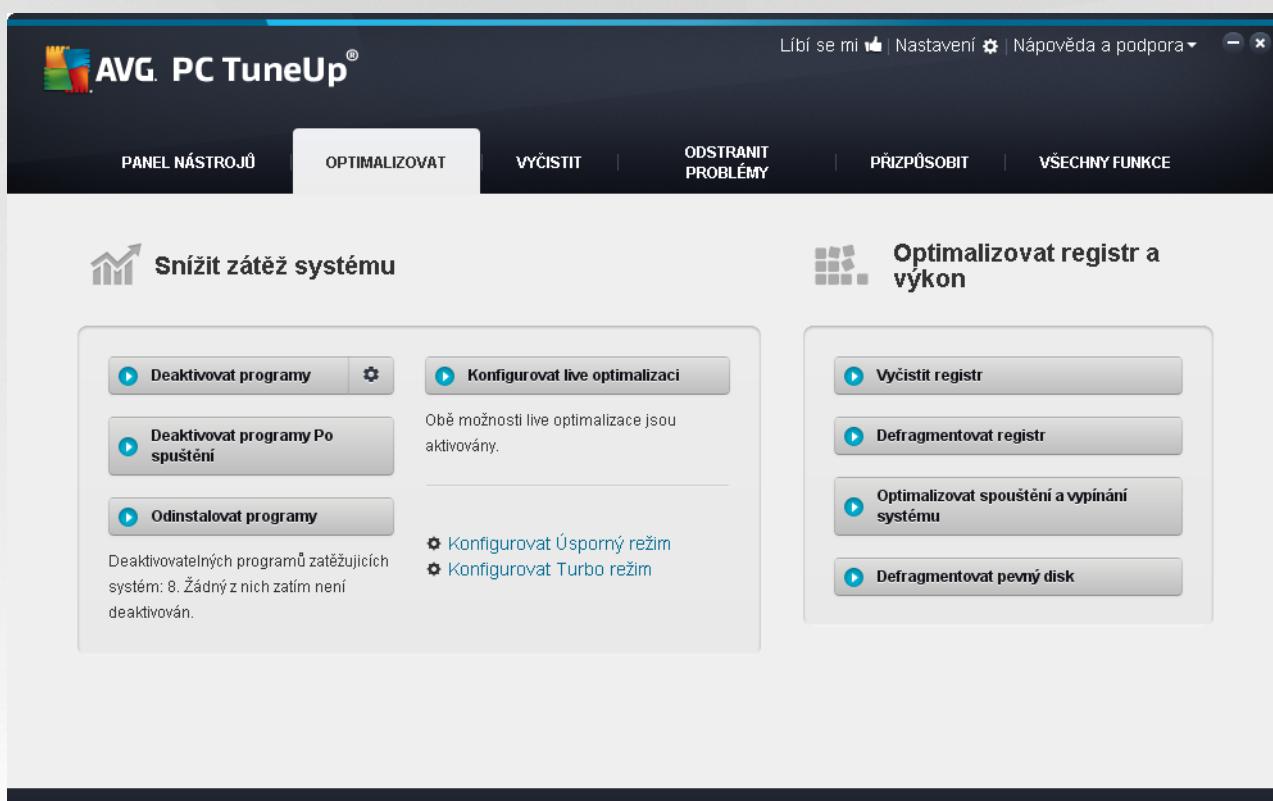 Líbí se mi | Nastavení | Nápověda a podpora
AVG. PC TuneUp®
PANEL NÁSTROJŮ
OPTIMALIZOVAT
VYČISTIT
ODSTRANIT
PROBLÉMY
PŘIZPŮSOBIT
VŠECHNY FUNKCE
Snížit zátěž systému
Deaktivovat programy
Deaktivovat programy Po
spuštění
Odinstalovat programy
Deaktivovatelných programů zatěžujicích
systém: 8. Žádný z nich zatím není
deaktivován.
Konfigurovat live optimalizaci
Obě možnosti live optimalizace jsou
aktivovány.
Konfigurovat Úsporný režim
Konfigurovat Turbo režim
Optimalizovat registr a
výkon
Vyčistit registr
Defragmentovat registr
Optimalizovat spouštění a vypínání
systému
Defragmentovat pevný disk